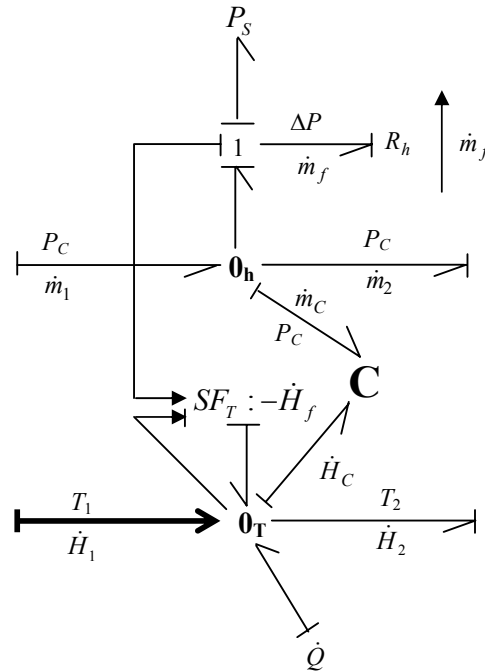 P_S
ΔP
1
R_h
ṁ_f
ṁ_f
P_C
P_C
0_h
ṁ_1
ṁ_2
ṁ_C
P_C
C
SF_T : −Ḣ_f
Ḣ_C
T_1
T_2
0_T
Ḣ_1
Ḣ_2
Q̇